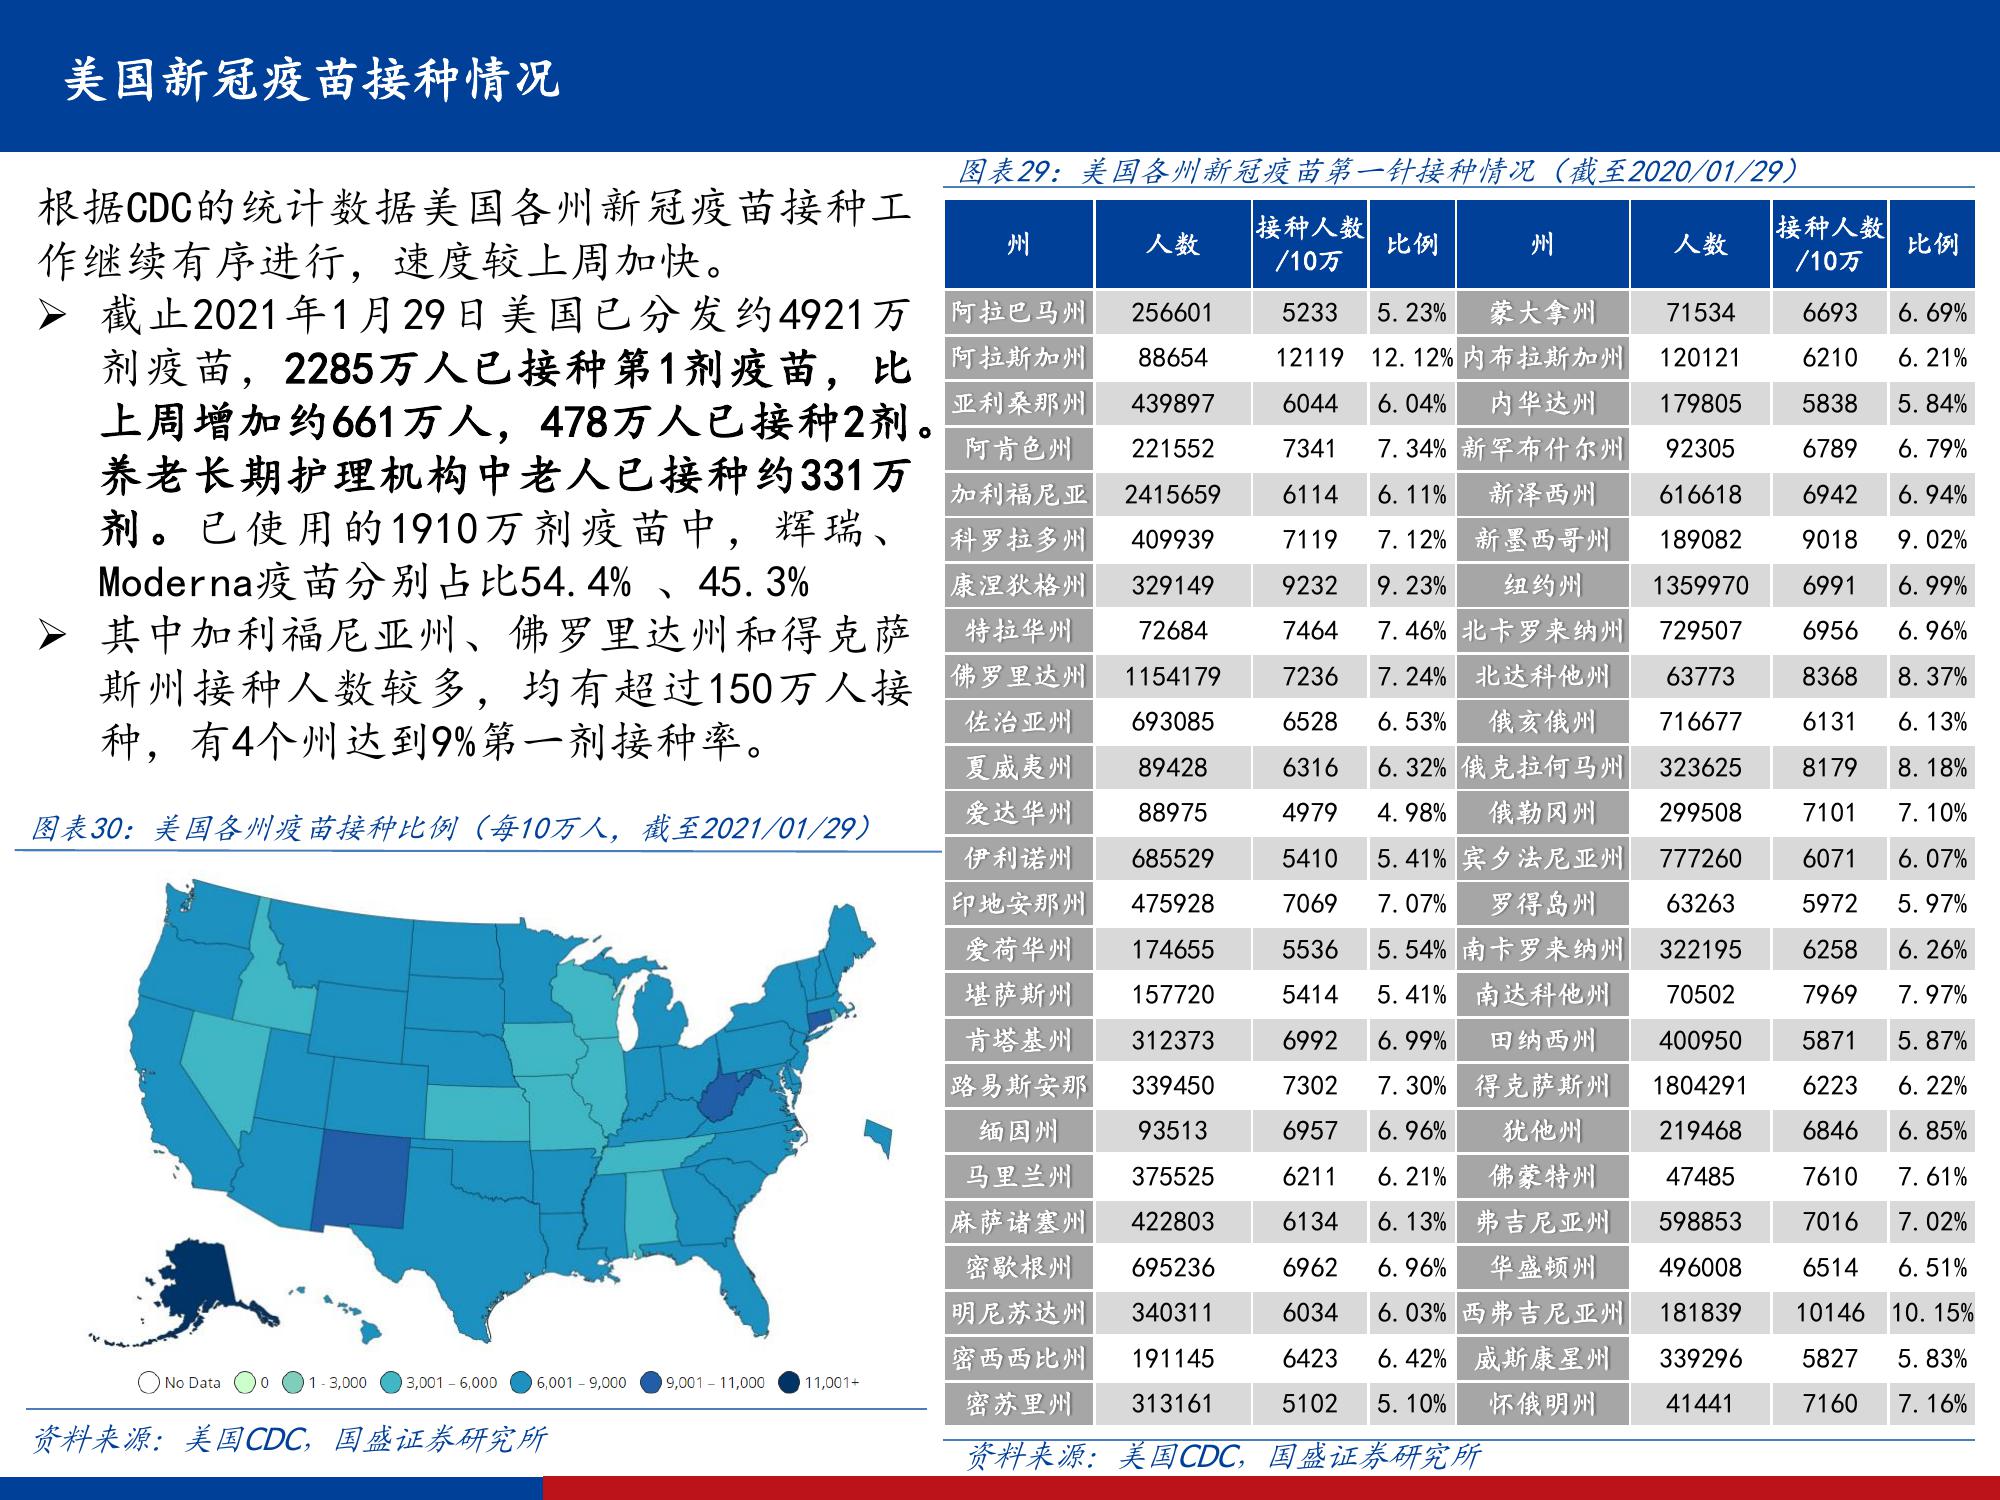 美国新冠疫苗接种情况
根据CDC的统计数据美国各州新冠疫苗接种工
作继续有序进行，速度较上周加快。
➢ 截止2021年1月29日美国已分发约4921万
剂疫苗，2285万人已接种第1剂疫苗，比
上周增加约661万人，478万人已接种2剂。
养老长期护理机构中老人已接种约331万
剂。已使用的1910万剂疫苗中，辉瑞、
Moderna疫苗分别占比54.4% 、45.3%
➢ 其中加利福尼亚州、佛罗里达州和得克萨
斯州接种人数较多，均有超过150万人接
种，有4个州达到9%第一剂接种率。
图表30：美国各州疫苗接种比例（每10万人，截至2021/01/29）
No Data 0 1 - 3,000 3,001 – 6,000 6,001 – 9,000 9,001 – 11,000 11,001+
资料来源：美国CDC，国盛证券研究所
图表29：美国各州新冠疫苗第一针接种情况（截至2020/01/29）
州 人数 接种人数/10万 比例 州 人数 接种人数/10万 比例
阿拉巴马州 256601 5233 5.23% 蒙大拿州 71534 6693 6.69%
阿拉斯加州 88654 12119 12.12% 内布拉斯加州 120121 6210 6.21%
亚利桑那州 439897 6044 6.04% 内华达州 179805 5838 5.84%
阿肯色州 221552 7341 7.34% 新罕布什尔州 92305 6789 6.79%
加利福尼亚 2415659 6114 6.11% 新泽西州 616618 6942 6.94%
科罗拉多州 409939 7119 7.12% 新墨西哥州 189082 9018 9.02%
康涅狄格州 329149 9232 9.23% 纽约州 1359970 6991 6.99%
特拉华州 72684 7464 7.46% 北卡罗来纳州 729507 6956 6.96%
佛罗里达州 1154179 7236 7.24% 北达科他州 63773 8368 8.37%
佐治亚州 693085 6528 6.53% 俄亥俄州 716677 6131 6.13%
夏威夷州 89428 6316 6.32% 俄克拉何马州 323625 8179 8.18%
爱达华州 88975 4979 4.98% 俄勒冈州 299508 7101 7.10%
伊利诺州 685529 5410 5.41% 宾夕法尼亚州 777260 6071 6.07%
印地安那州 475928 7069 7.07% 罗得岛州 63263 5972 5.97%
爱荷华州 174655 5536 5.54% 南卡罗来纳州 322195 6258 6.26%
堪萨斯州 157720 5414 5.41% 南达科他州 70502 7969 7.97%
肯塔基州 312373 6992 6.99% 田纳西州 400950 5871 5.87%
路易斯安那 339450 7302 7.30% 得克萨斯州 1804291 6223 6.22%
缅因州 93513 6957 6.96% 犹他州 219468 6846 6.85%
马里兰州 375525 6211 6.21% 佛蒙特州 47485 7610 7.61%
麻萨诸塞州 422803 6134 6.13% 弗吉尼亚州 598853 7016 7.02%
密歇根州 695236 6962 6.96% 华盛顿州 496008 6514 6.51%
明尼苏达州 340311 6034 6.03% 西弗吉尼亚州 181839 10146 10.15%
密西西比州 191145 6423 6.42% 威斯康星州 339296 5827 5.83%
密苏里州 313161 5102 5.10% 怀俄明州 41441 7160 7.16%
资料来源：美国CDC，国盛证券研究所